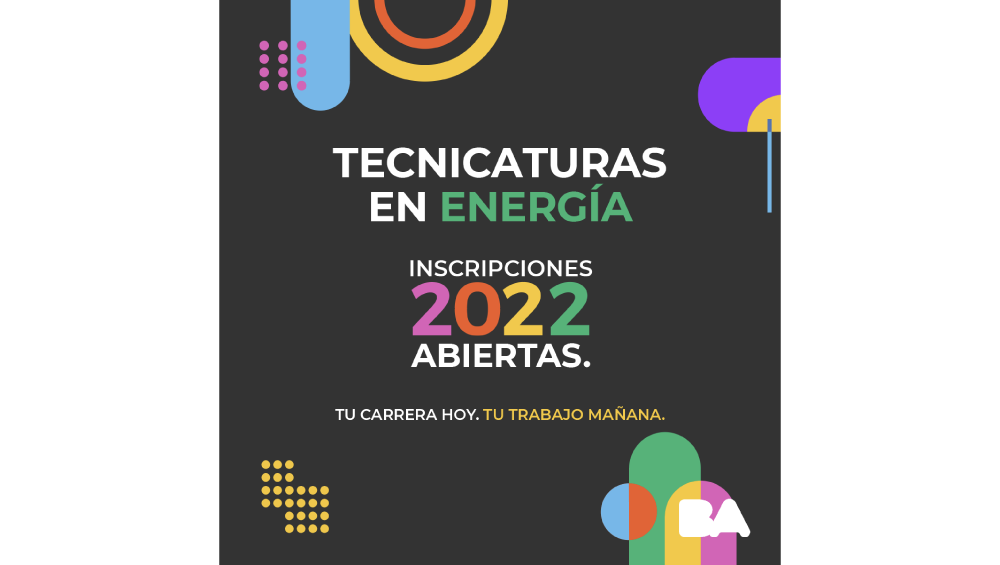 TECNICATURAS
EN ENERGÍA
INSCRIPCIONES
2022
ABIERTAS.
TU CARRERA HOY. TU TRABAJO MAÑANA.
BA